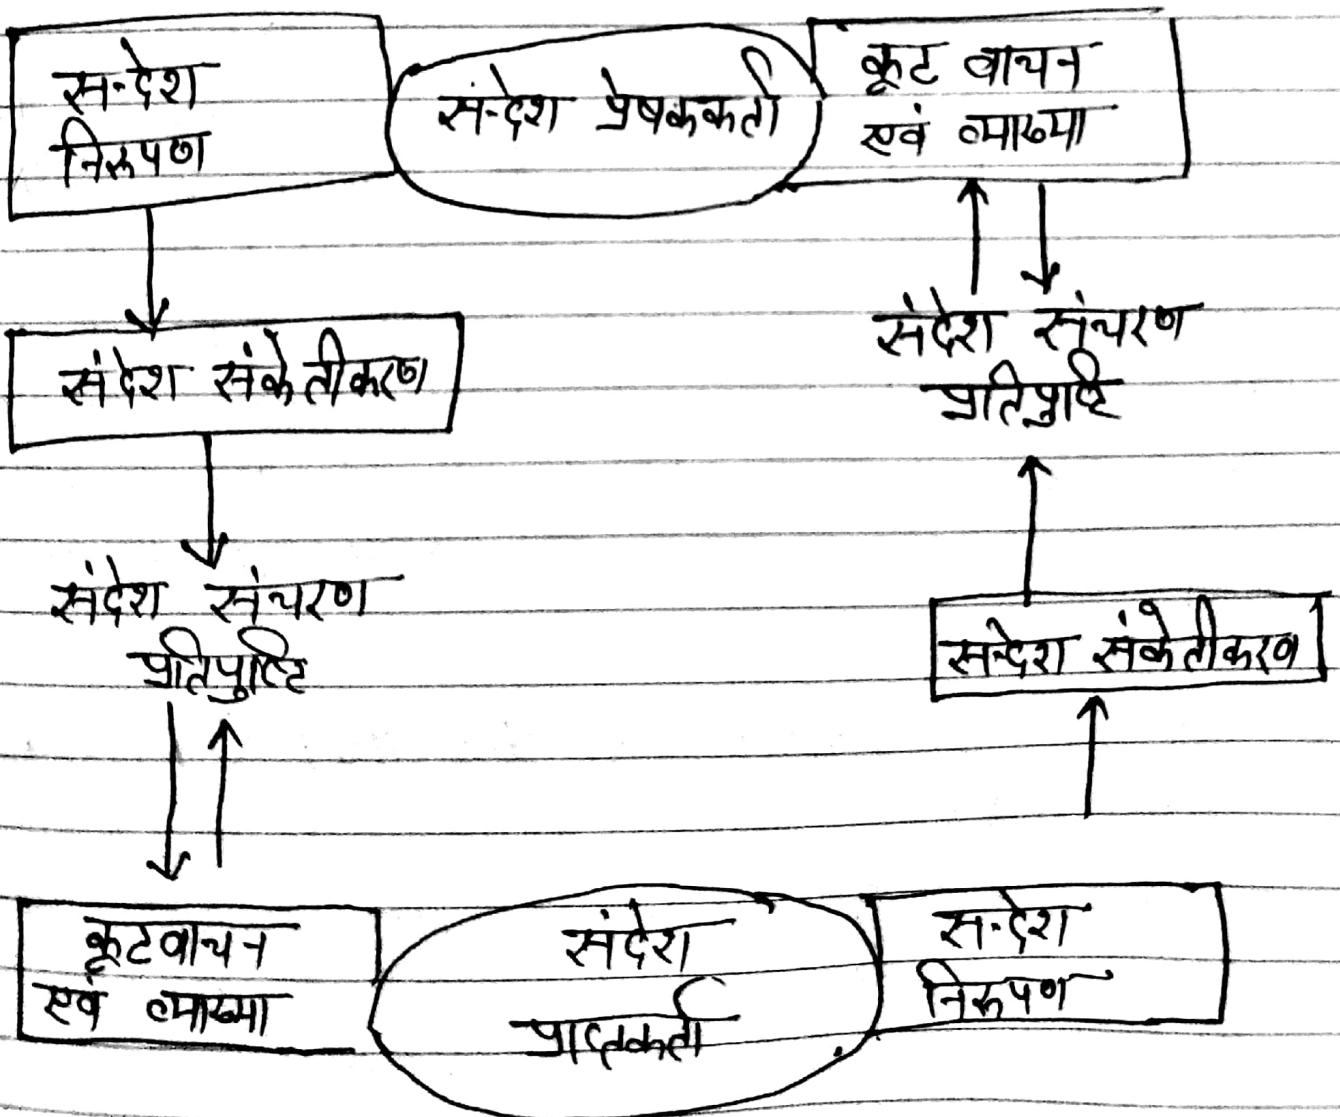 सन्देश
निरूपण
संन्देश प्रेषककर्ता
कूट वाचन
एवं व्याख्या
संदेश संकेतीकरण
संदेश संचरण
प्रतिपुष्टि
संदेश संचरण
प्रतिपुष्टि
सन्देश संकेतीकरण
कूटवाचन
एवं व्याख्या
संदेश
प्राप्तकर्ता
सन्देश
निरूपण